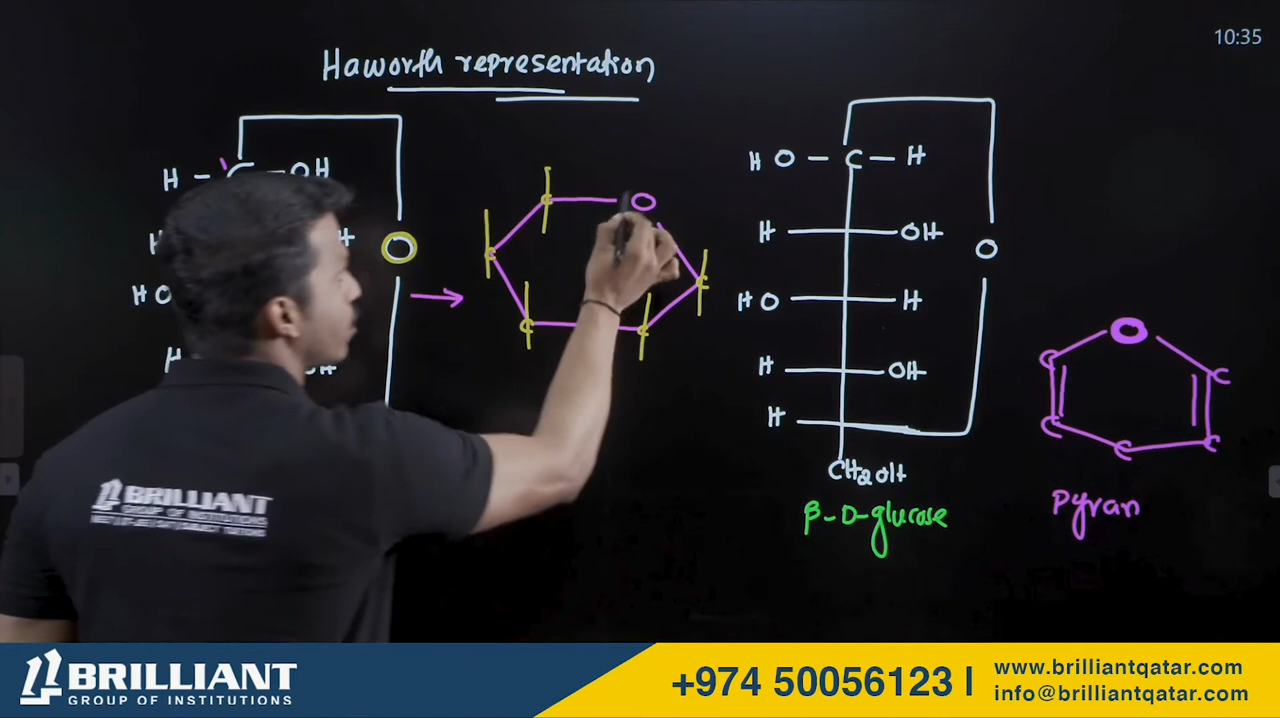 10:35
Haworth representation
H - C - OH
H
H
O
HO
H
OH
C
O
C
C
C
C
HO - C - H
H OH
O
HO H
H OH
H
CH2OH
β-D-glucose
O
C C
C C
C
Pyran
BRILLIANT
GROUP OF INSTITUTIONS
BRILLIANT
GROUP OF INSTITUTIONS
+974 50056123 |
www.brilliantqatar.com
info@brilliantqatar.com